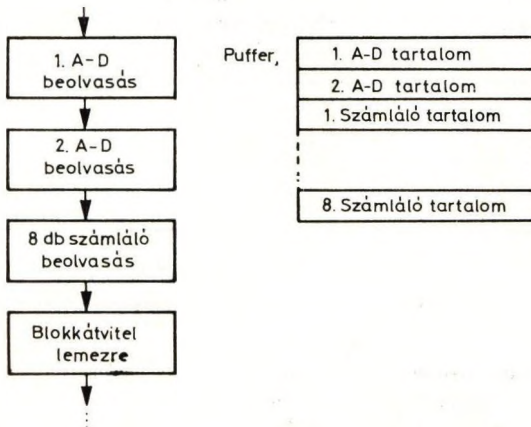 1. A-D
beolvasás
2. A-D
beolvasás
8 db számláló
beolvasás
Blokkátvitel
lemezre
Puffer,
1. A-D tartalom
2. A-D tartalom
1. Számláló tartalom
8. Számláló tartalom